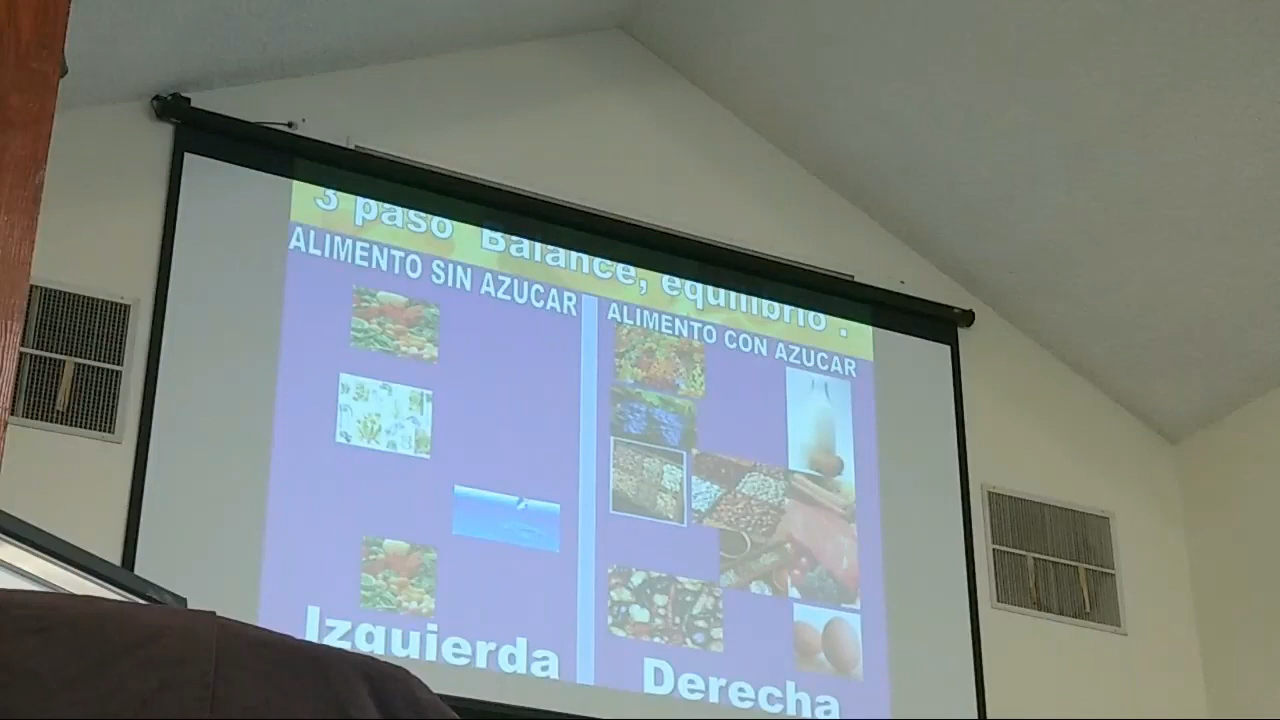 3 paso Balance, equilibrio .
ALIMENTO SIN AZUCAR
ALIMENTO CON AZUCAR
Izquierda
Derecha